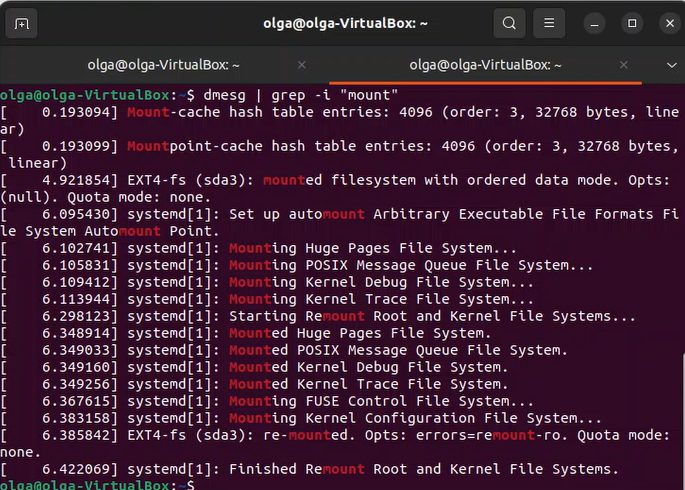 olga@olga-VirtualBox: ~
olga@olga-VirtualBox: ~
olga@olga-VirtualBox: ~
olga@olga-VirtualBox:~$ dmesg | grep -i "mount"
[    0.193094] Mount-cache hash table entries: 4096 (order: 3, 32768 bytes, line
ar)
[    0.193099] Mountpoint-cache hash table entries: 4096 (order: 3, 32768 bytes,
 linear)
[    4.921854] EXT4-fs (sda3): mounted filesystem with ordered data mode. Opts:
(null). Quota mode: none.
[    6.095430] systemd[1]: Set up automount Arbitrary Executable File Formats Fi
le System Automount Point.
[    6.102741] systemd[1]: Mounting Huge Pages File System...
[    6.105831] systemd[1]: Mounting POSIX Message Queue File System...
[    6.109412] systemd[1]: Mounting Kernel Debug File System...
[    6.113944] systemd[1]: Mounting Kernel Trace File System...
[    6.298123] systemd[1]: Starting Remount Root and Kernel File Systems...
[    6.348914] systemd[1]: Mounted Huge Pages File System.
[    6.349033] systemd[1]: Mounted POSIX Message Queue File System.
[    6.349160] systemd[1]: Mounted Kernel Debug File System.
[    6.349256] systemd[1]: Mounted Kernel Trace File System.
[    6.367615] systemd[1]: Mounting FUSE Control File System...
[    6.383158] systemd[1]: Mounting Kernel Configuration File System...
[    6.385842] EXT4-fs (sda3): re-mounted. Opts: errors=remount-ro. Quota mode:
none.
[    6.422069] systemd[1]: Finished Remount Root and Kernel File Systems.
olga@olga-VirtualBox:~$